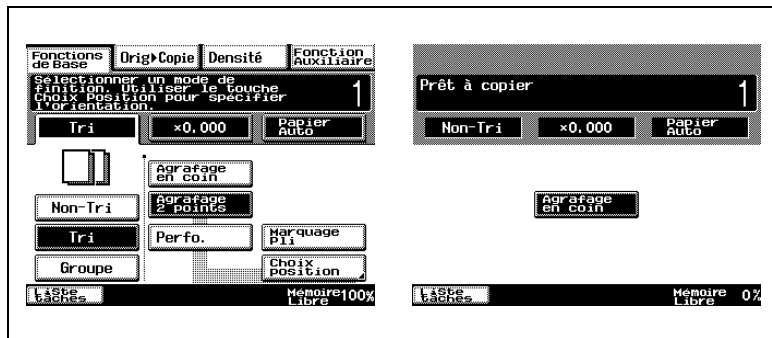 Fonctions
de Base
Orig▸Copie
Densité
Fonction
Auxiliaire
Sélectionner un mode de
finition. Utiliser le touche
Choix Position pour spécifier
l'orientation.
1
Tri
×0.000
Papier
Auto
Agrafage
en coin
Non-Tri
Agrafage
2 points
Tri
Perfo.
Marquage
Pli
Groupe
Choix
position
Liste
tâches
Mémoire
Libre
100%
Prêt à copier
1
Non-Tri
×0.000
Papier
Auto
Agrafage
en coin
Liste
tâches
Mémoire
Libre
0%